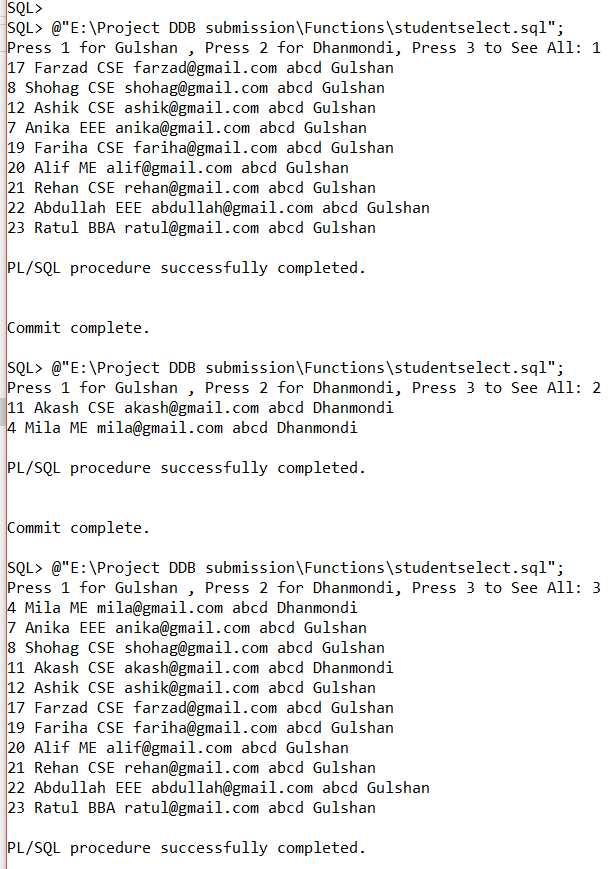 SQL>
SQL> @"E:\Project DDB submission\Functions\studentselect.sql";
Press 1 for Gulshan , Press 2 for Dhanmondi, Press 3 to See All: 1
17 Farzad CSE farzad@gmail.com abcd Gulshan
8 Shohag CSE shohag@gmail.com abcd Gulshan
12 Ashik CSE ashik@gmail.com abcd Gulshan
7 Anika EEE anika@gmail.com abcd Gulshan
19 Fariha CSE fariha@gmail.com abcd Gulshan
20 Alif ME alif@gmail.com abcd Gulshan
21 Rehan CSE rehan@gmail.com abcd Gulshan
22 Abdullah EEE abdullah@gmail.com abcd Gulshan
23 Ratul BBA ratul@gmail.com abcd Gulshan
PL/SQL procedure successfully completed.
Commit complete.
SQL> @"E:\Project DDB submission\Functions\studentselect.sql";
Press 1 for Gulshan , Press 2 for Dhanmondi, Press 3 to See All: 2
11 Akash CSE akash@gmail.com abcd Dhanmondi
4 Mila ME mila@gmail.com abcd Dhanmondi
PL/SQL procedure successfully completed.
Commit complete.
SQL> @"E:\Project DDB submission\Functions\studentselect.sql";
Press 1 for Gulshan , Press 2 for Dhanmondi, Press 3 to See All: 3
4 Mila ME mila@gmail.com abcd Dhanmondi
7 Anika EEE anika@gmail.com abcd Gulshan
8 Shohag CSE shohag@gmail.com abcd Gulshan
11 Akash CSE akash@gmail.com abcd Dhanmondi
12 Ashik CSE ashik@gmail.com abcd Gulshan
17 Farzad CSE farzad@gmail.com abcd Gulshan
19 Fariha CSE fariha@gmail.com abcd Gulshan
20 Alif ME alif@gmail.com abcd Gulshan
21 Rehan CSE rehan@gmail.com abcd Gulshan
22 Abdullah EEE abdullah@gmail.com abcd Gulshan
23 Ratul BBA ratul@gmail.com abcd Gulshan
PL/SQL procedure successfully completed.